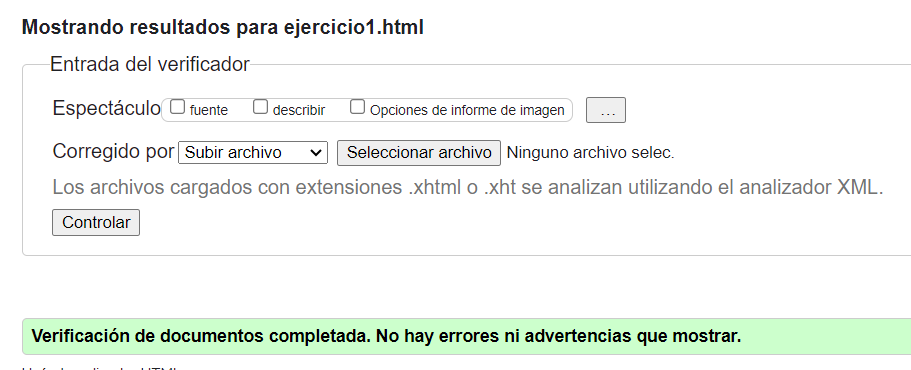 Mostrando resultados para ejercicio1.html
Entrada del verificador
Espectáculo fuente describir Opciones de informe de imagen ...
Corregido por Subir archivo Seleccionar archivo Ninguno archivo selec.
Los archivos cargados con extensiones .xhtml o .xht se analizan utilizando el analizador XML.
Controlar
Verificación de documentos completada. No hay errores ni advertencias que mostrar.